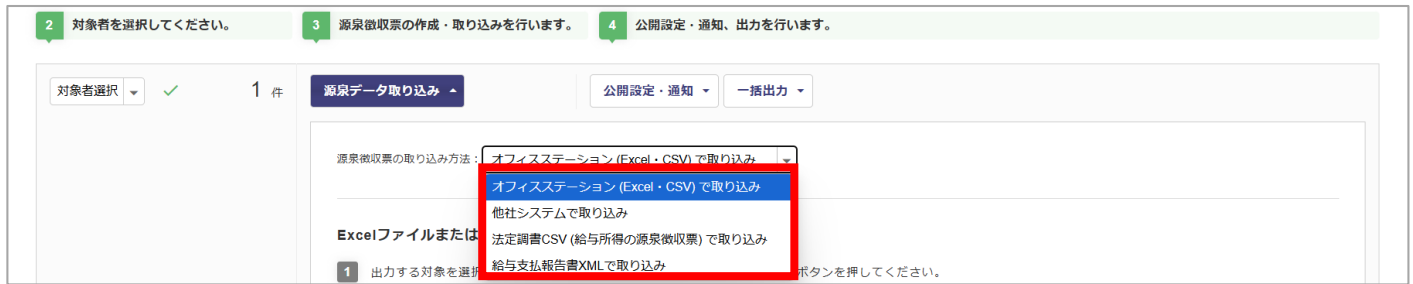 2 対象者を選択してください。 3 源泉徴収票の作成・取り込みを行います。 4 公開設定・通知、出力を行います。
対象者選択 1 件 源泉データ取り込み 公開設定・通知 一括出力
源泉徴収票の取り込み方法： オフィスステーション (Excel・CSV) で取り込み
オフィスステーション (Excel・CSV) で取り込み
他社システムで取り込み
Excelファイルまたは
法定調書CSV (給与所得の源泉徴収票) で取り込み
給与支払報告書XMLで取り込み
1 出力する対象を選択 ボタンを押してください。